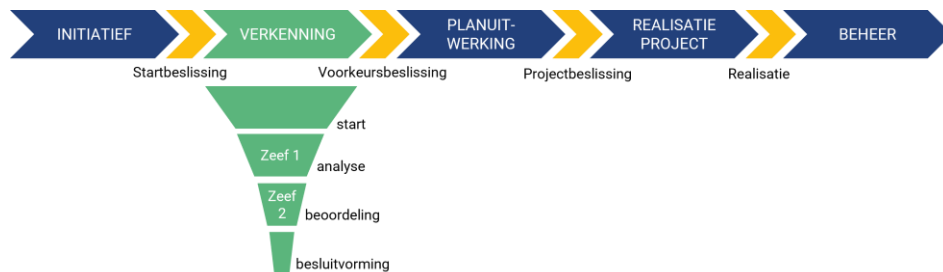 INITIATIEF
VERKENNING
PLANUIT-
WERKING
REALISATIE
PROJECT
BEHEER
Startbeslissing
Voorkeursbeslissing
Projectbeslissing
Realisatie
start
Zeef 1
analyse
Zeef
2
beoordeling
besluitvorming